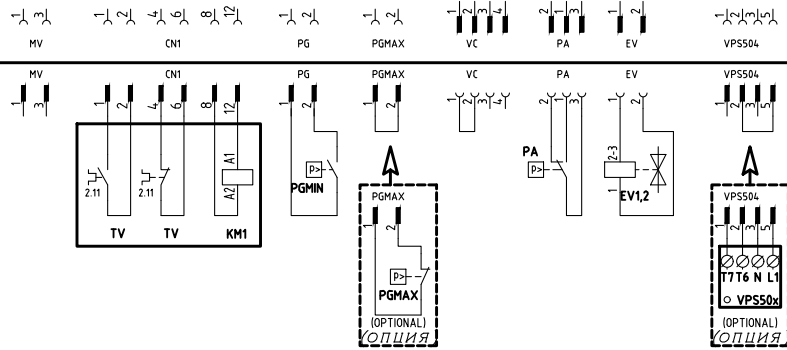 1 2 1 2 4 6 8 12 1 2 1 2 1 2 3 4 2 1 3 1 2 1 2 3 5
MV CN1 PG PGMAX VC PA EV VPS504
MV CN1 PG PGMAX VC PA EV VPS504
1 3 1 2 4 6 8 12 1 2 1 2 1 2 3 4 2 1 3 1 2 1 2 3 5
2.11 2.11 A1 A2
TV TV KM1
P> PGMIN
PA P>
2-3 1 EV1,2
PGMAX
1 2
P> PGMAX
(OPTIONAL)
(ОПЦИЯ
VPS504
1 2 3 5
T7 T6 N L1
VPS50x
(OPTIONAL)
(ОПЦИЯ